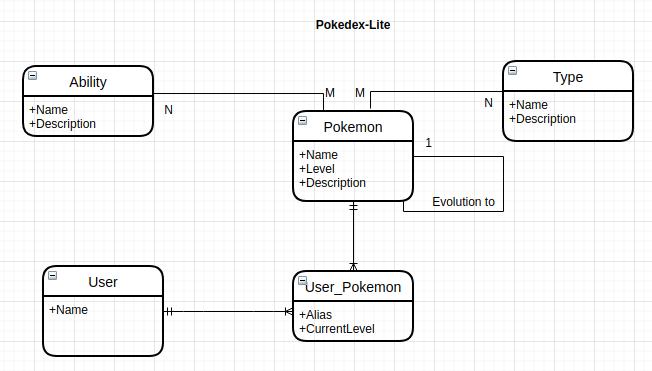 Pokedex-Lite
Ability
+Name
+Description
N
M
M
N
Type
+Name
+Description
Pokemon
+Name
+Level
+Description
1
Evolution to
User
+Name
User_Pokemon
+Alias
+CurrentLevel